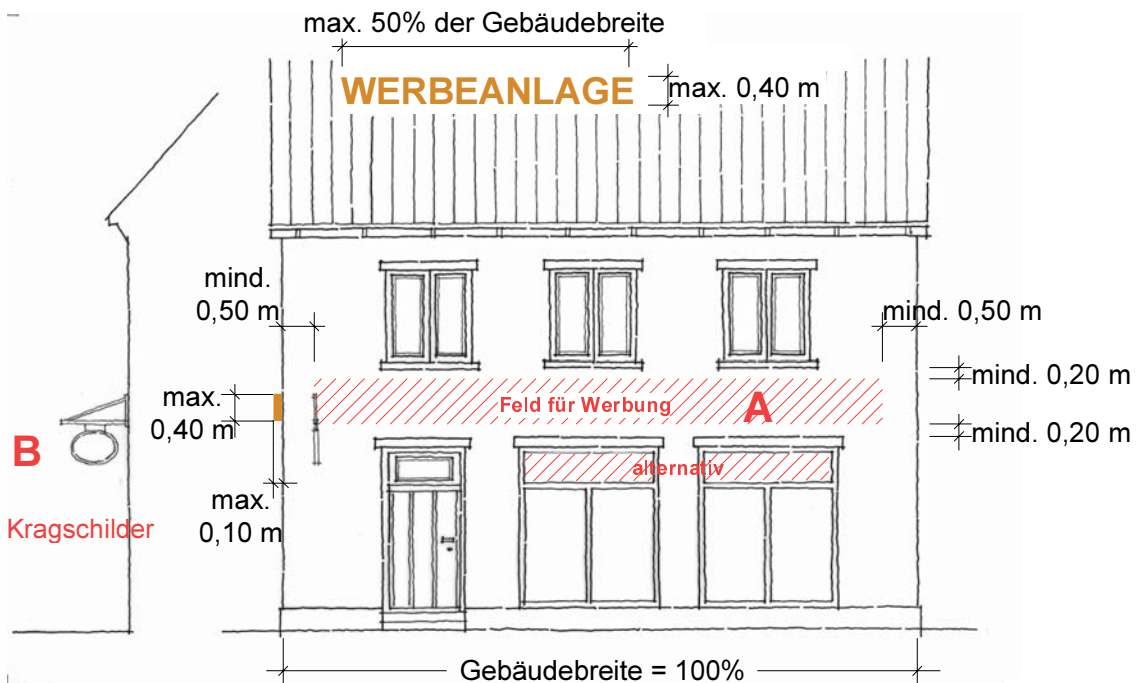 max. 50% der Gebäudebreite
WERBEANLAGE
max. 0,40 m
mind.
0,50 m
mind. 0,50 m
mind. 0,20 m
max.
0,40 m
Feld für Werbung
A
mind. 0,20 m
B
alternativ
max.
0,10 m
Kragschilder
Gebäudebreite = 100%